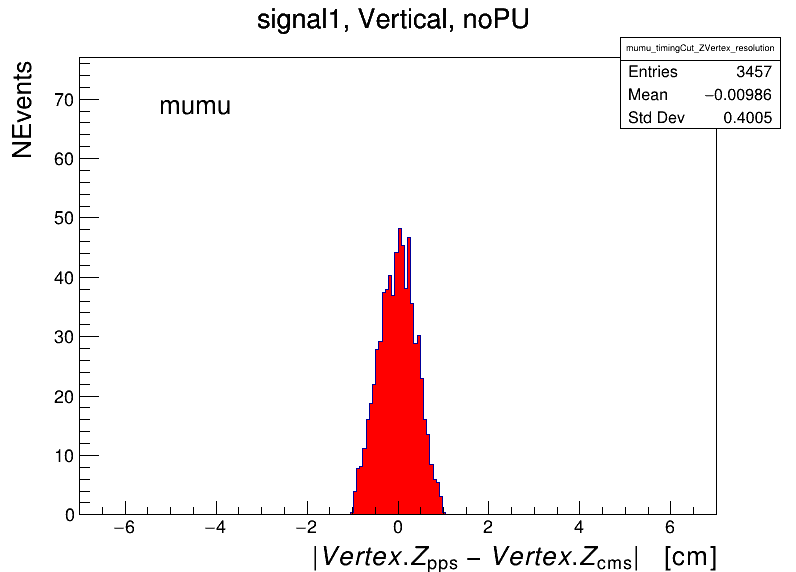 signal1, Vertical, noPU
mumu_timingCut_ZVertex_resolution
Entries 3457
Mean −0.00986
Std Dev 0.4005
NEvents
mumu
70
60
50
40
30
20
10
0
−6 −4 −2 0 2 4 6
|Vertex.Z_pps − Vertex.Z_cms| [cm]